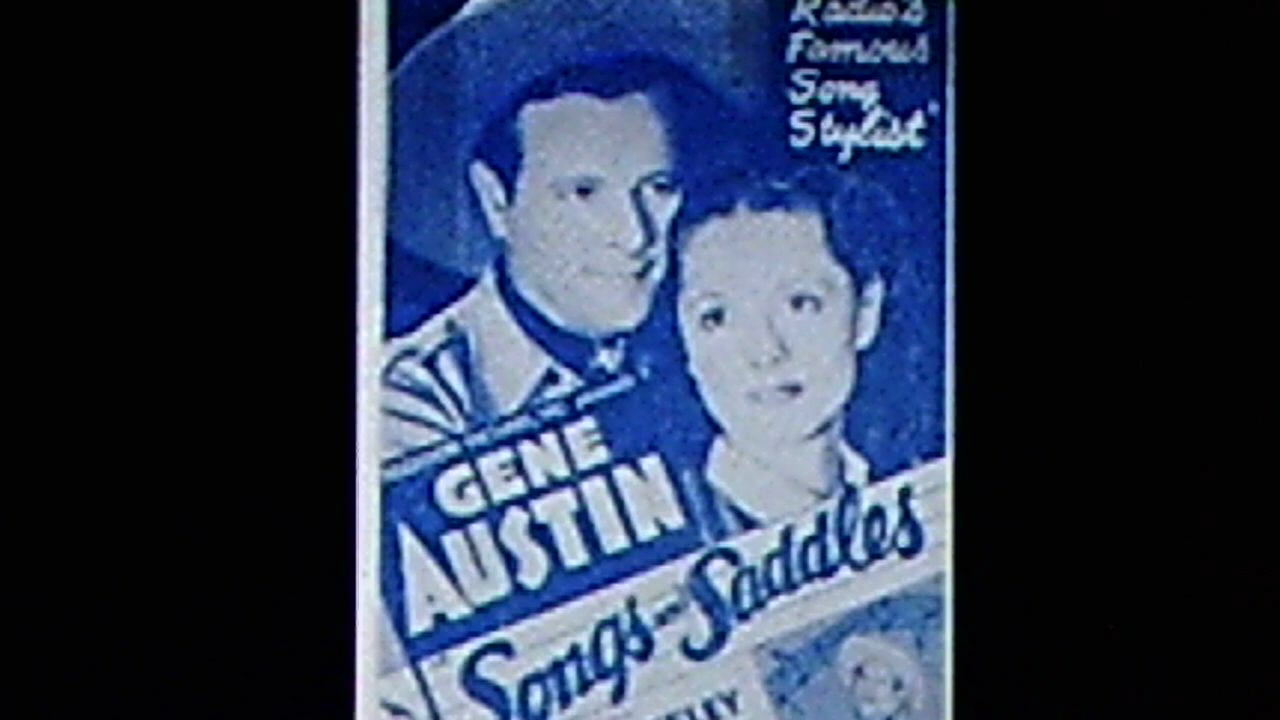 Radio's
Famous
Song
Stylist"
GENE
AUSTIN
Songs and Saddles